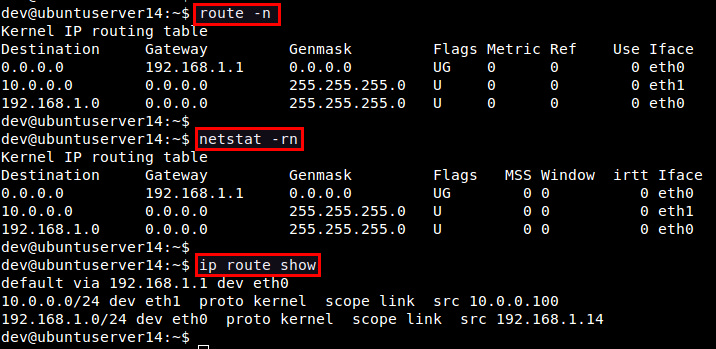 dev@ubuntuserver14:~$ route -n
Kernel IP routing table
Destination     Gateway         Genmask         Flags Metric Ref    Use Iface
0.0.0.0         192.168.1.1     0.0.0.0         UG    0      0        0 eth0
10.0.0.0        0.0.0.0         255.255.255.0   U     0      0        0 eth1
192.168.1.0     0.0.0.0         255.255.255.0   U     0      0        0 eth0
dev@ubuntuserver14:~$
dev@ubuntuserver14:~$ netstat -rn
Kernel IP routing table
Destination     Gateway         Genmask         Flags   MSS Window  irtt Iface
0.0.0.0         192.168.1.1     0.0.0.0         UG        0 0          0 eth0
10.0.0.0        0.0.0.0         255.255.255.0   U         0 0          0 eth1
192.168.1.0     0.0.0.0         255.255.255.0   U         0 0          0 eth0
dev@ubuntuserver14:~$
dev@ubuntuserver14:~$ ip route show
default via 192.168.1.1 dev eth0
10.0.0.0/24 dev eth1  proto kernel  scope link  src 10.0.0.100
192.168.1.0/24 dev eth0  proto kernel  scope link  src 192.168.1.14
dev@ubuntuserver14:~$